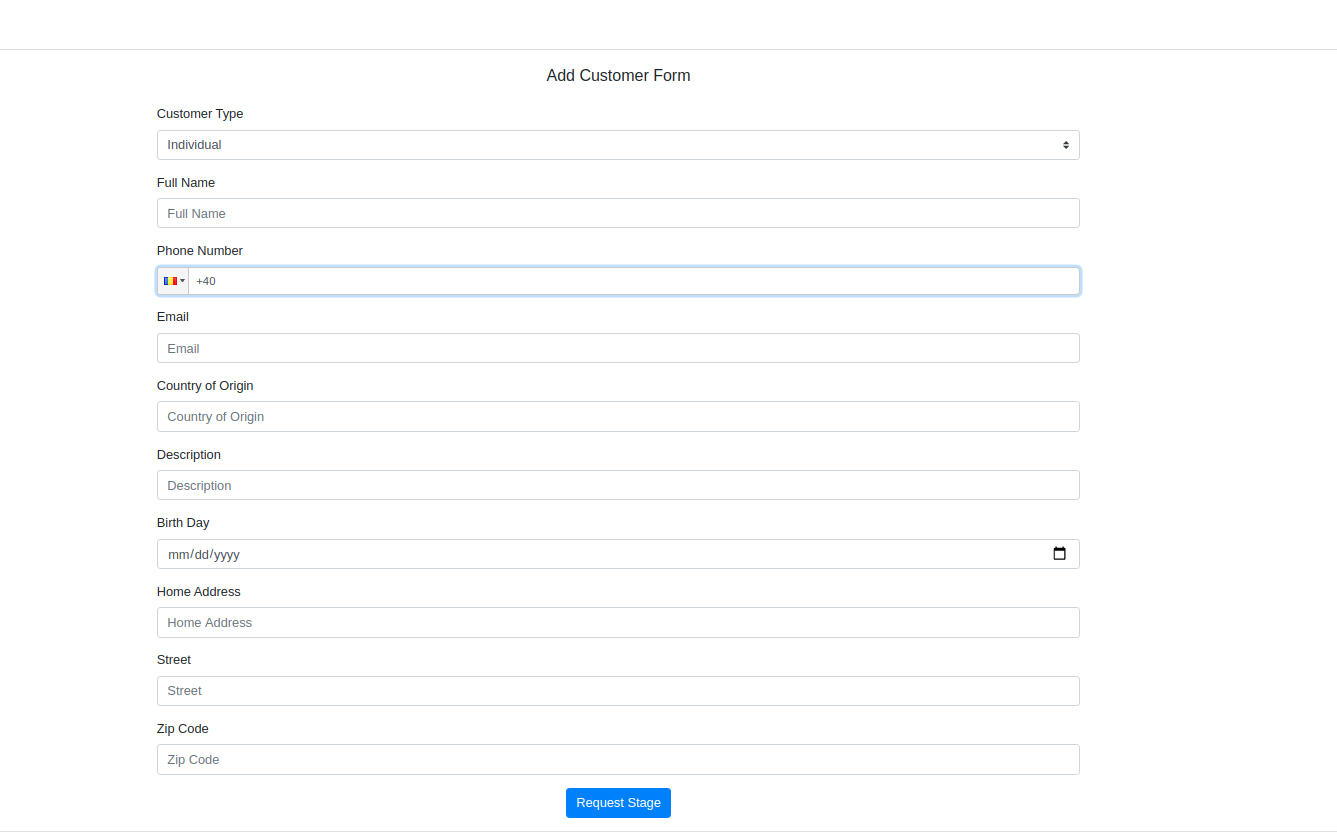 Add Customer Form
Customer Type
Individual
Full Name
Full Name
Phone Number
+40
Email
Email
Country of Origin
Country of Origin
Description
Description
Birth Day
mm/dd/yyyy
Home Address
Home Address
Street
Street
Zip Code
Zip Code
Request Stage